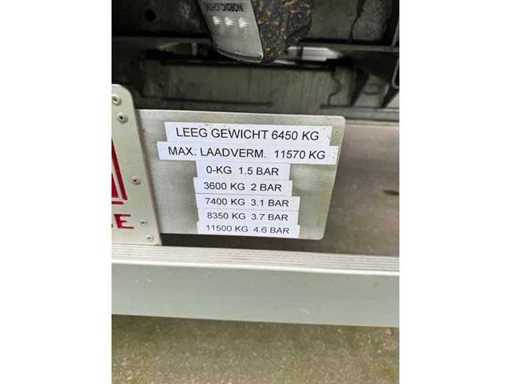 LEEG GEWICHT 6450 KG
MAX. LAADVERM. 11570 KG
0-KG 1.5 BAR
3600 KG 2 BAR
7400 KG 3.1 BAR
8350 KG 3.7 BAR
11500 KG 4.6 BAR